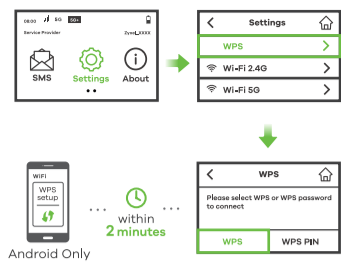 08:00 5G 5G+
Service Provider Zyxel_XXXX
SMS Settings About
Settings
WPS
Wi-Fi 2.4G
Wi-Fi 5G
WPS
Please select WPS or WPS password
to connect
WPS WPS PIN
WiFi
WPS
setup
within
2 minutes
Android Only